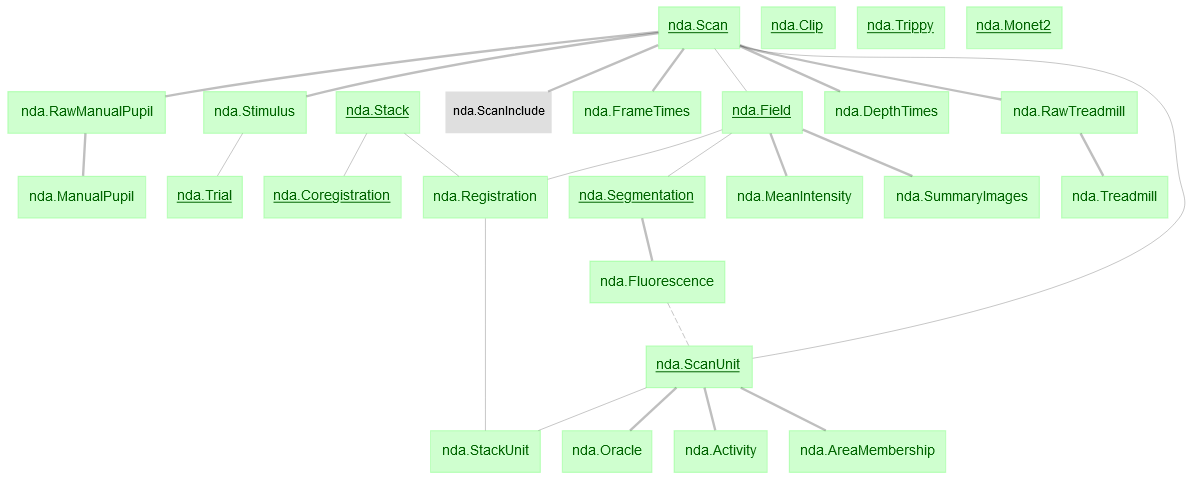 nda.Scan
nda.Clip
nda.Trippy
nda.Monet2
nda.RawManualPupil
nda.Stimulus
nda.Stack
nda.ScanInclude
nda.FrameTimes
nda.Field
nda.DepthTimes
nda.RawTreadmill
nda.ManualPupil
nda.Trial
nda.Coregistration
nda.Registration
nda.Segmentation
nda.MeanIntensity
nda.SummaryImages
nda.Treadmill
nda.Fluorescence
nda.ScanUnit
nda.StackUnit
nda.Oracle
nda.Activity
nda.AreaMembership